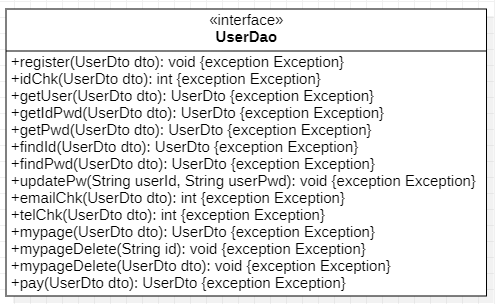 «interface»
UserDao
+register(UserDto dto): void {exception Exception}
+idChk(UserDto dto): int {exception Exception}
+getUser(UserDto dto): UserDto {exception Exception}
+getIdPwd(UserDto dto): UserDto {exception Exception}
+getPwd(UserDto dto): UserDto {exception Exception}
+findId(UserDto dto): UserDto {exception Exception}
+findPwd(UserDto dto): UserDto {exception Exception}
+updatePw(String userId, String userPwd): void {exception Exception}
+emailChk(UserDto dto): int {exception Exception}
+telChk(UserDto dto): int {exception Exception}
+mypage(UserDto dto): UserDto {exception Exception}
+mypageDelete(String id): void {exception Exception}
+mypageDelete(UserDto dto): void {exception Exception}
+pay(UserDto dto): UserDto {exception Exception}